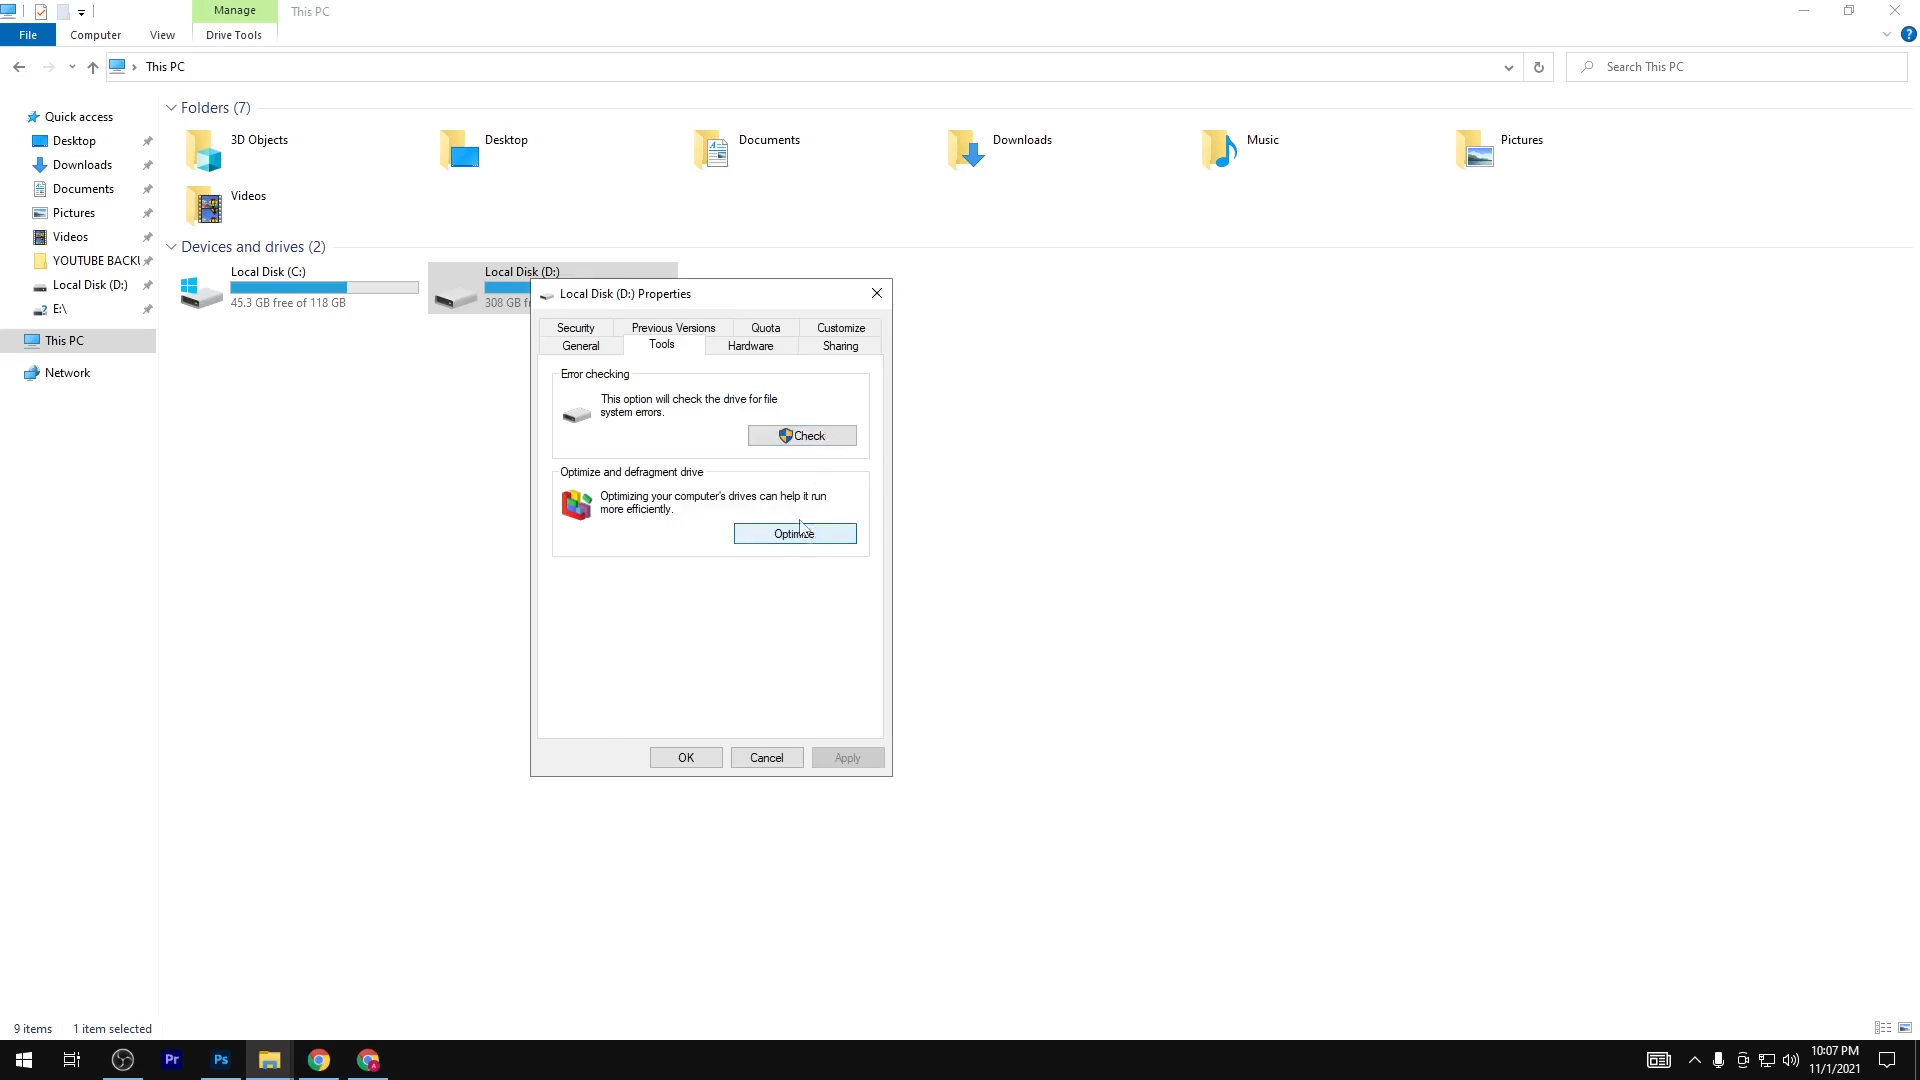 Manage
This PC
File
Computer
View
Drive Tools
This PC
Search This PC
Quick access
Desktop
Downloads
Documents
Pictures
Videos
YOUTUBE BACKU
Local Disk (D:)
E:\
This PC
Network
Folders (7)
3D Objects
Desktop
Documents
Downloads
Music
Pictures
Videos
Devices and drives (2)
Local Disk (C:)
45.3 GB free of 118 GB
Local Disk (D:)
308 GB
Local Disk (D:) Properties
Security
Previous Versions
Quota
Customize
General
Tools
Hardware
Sharing
Error checking
This option will check the drive for file
system errors.
Check
Optimize and defragment drive
Optimizing your computer's drives can help it run
more efficiently.
Optimize
OK
Cancel
Apply
9 items
1 item selected
Pr
Ps
A
10:07 PM
11/1/2021